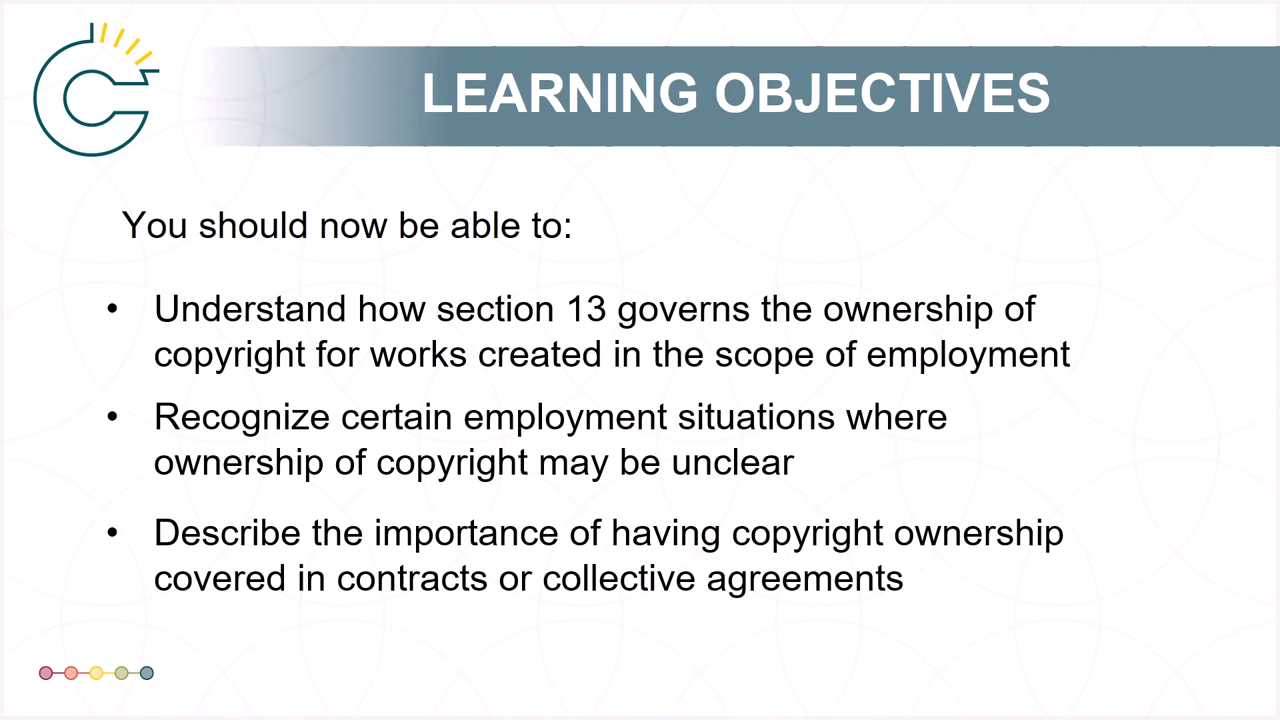 LEARNING OBJECTIVES
You should now be able to:
• Understand how section 13 governs the ownership of
copyright for works created in the scope of employment
• Recognize certain employment situations where
ownership of copyright may be unclear
• Describe the importance of having copyright ownership
covered in contracts or collective agreements